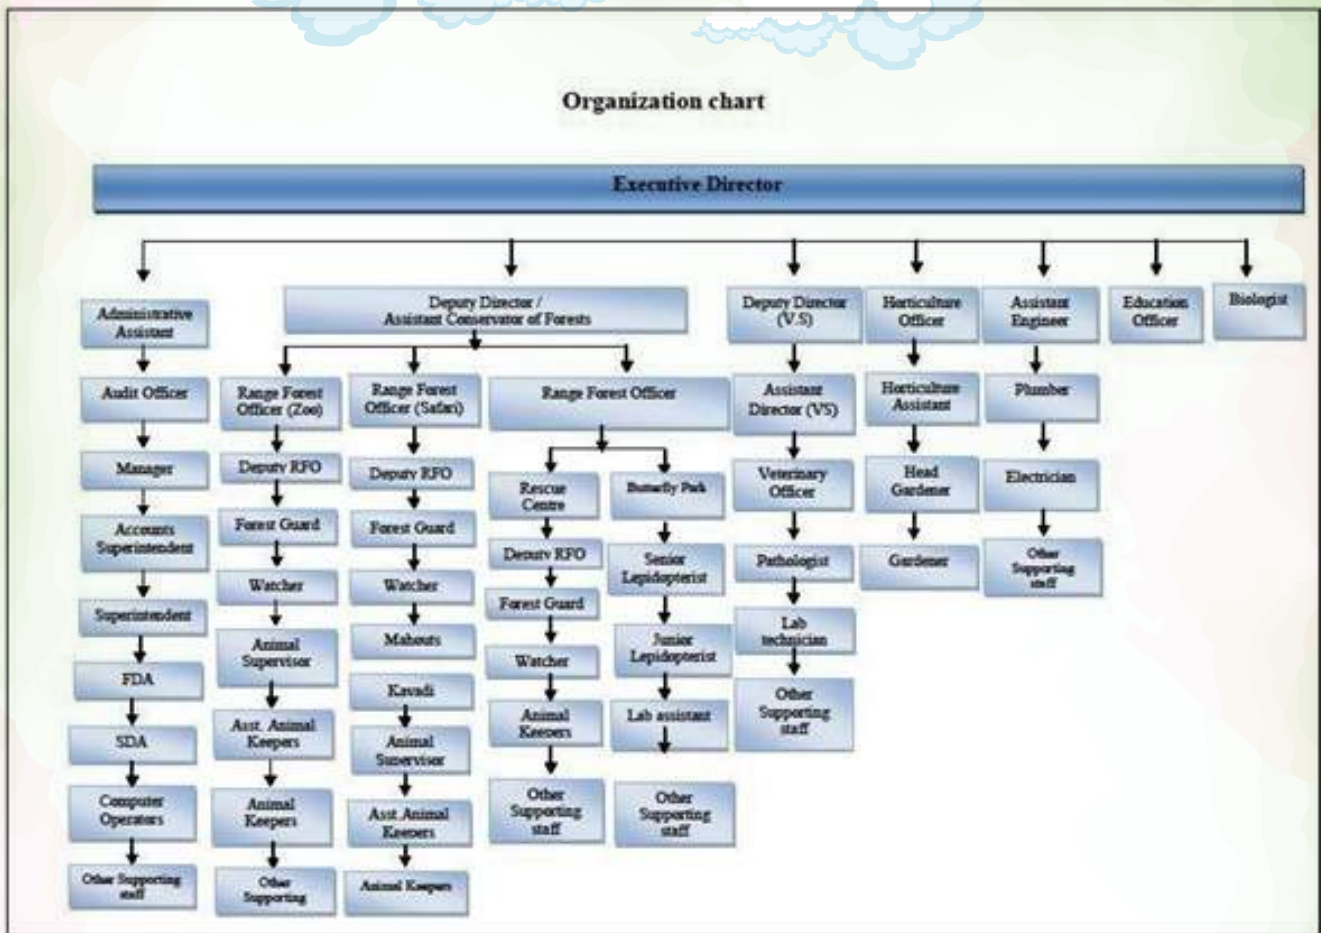 Organization chart
Executive Director
Administrative
Assistant
Deputy Director /
Assistant Conservator of Forests
Deputy Director
(V.S)
Horticulture
Officer
Assistant
Engineer
Education
Officer
Biologist
Audit Officer
Range Forest
Officer (Zoo)
Range Forest
Officer (Safari)
Range Forest Officer
Assistant
Director (VS)
Horticulture
Assistant
Plumber
Manager
Deputy RFO
Deputy RFO
Rescue
Centre
Butterfly Park
Veterinary
Officer
Head
Gardener
Electrician
Accounts
Superintendent
Forest Guard
Forest Guard
Deputy RFO
Senior
Lepidopterist
Pathologist
Gardener
Other
Supporting
staff
Superintendent
Watcher
Watcher
Forest Guard
Junior
Lepidopterist
Lab
technician
FDA
Animal
Supervisor
Mahouts
Watcher
Lab assistant
Other
Supporting
staff
SDA
Asst. Animal
Keepers
Kavadi
Animal
Keepers
Other
Supporting
staff
Computer
Operators
Animal
Keepers
Animal
Supervisor
Other
Supporting
staff
Other Supporting
staff
Other
Supporting
Asst.Animal
Keepers
Animal Keepers